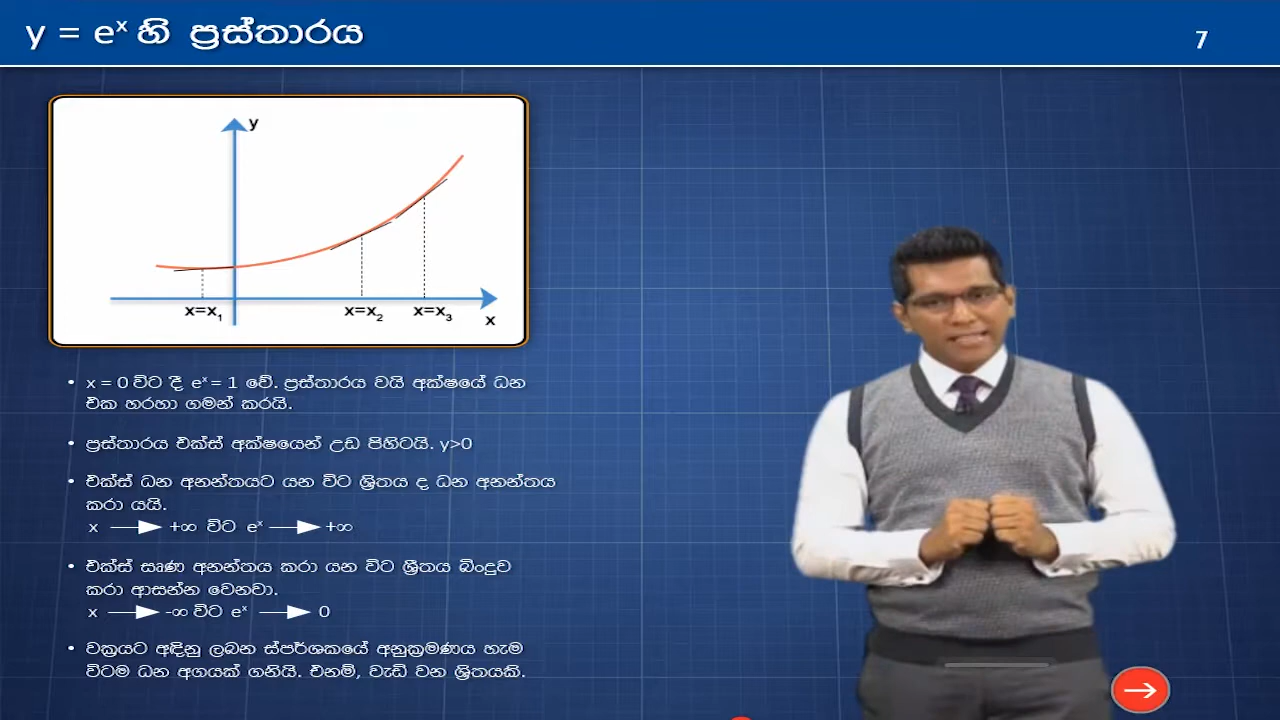 y = eˣ හි ප්‍රස්තාරය
7
y
x=x₁
x=x₂
x=x₃
x
• x = 0 විට දී eˣ = 1 වේ. ප්‍රස්තාරය වයි අක්ෂයේ ධන
එක හරහා ගමන් කරයි.
• ප්‍රස්තාරය එක්ස් අක්ෂයෙන් උඩ පිහිටයි. y>0
• එක්ස් ධන අනන්තයට යන විට ශ්‍රිතය ද ධන අනන්තය
කරා යයි.
x → +∞ විට eˣ → +∞
• එක්ස් සෘණ අනන්තය කරා යන විට ශ්‍රිතය බිංදුව
කරා ආසන්න වෙනවා.
x → -∞ විට eˣ → 0
• වක්‍රයට අඳිනු ලබන ස්පර්ශකයේ අනුක්‍රමණය හැම
විටම ධන අගයක් ගනියි. එනම්, වැඩි වන ශ්‍රිතයකි.